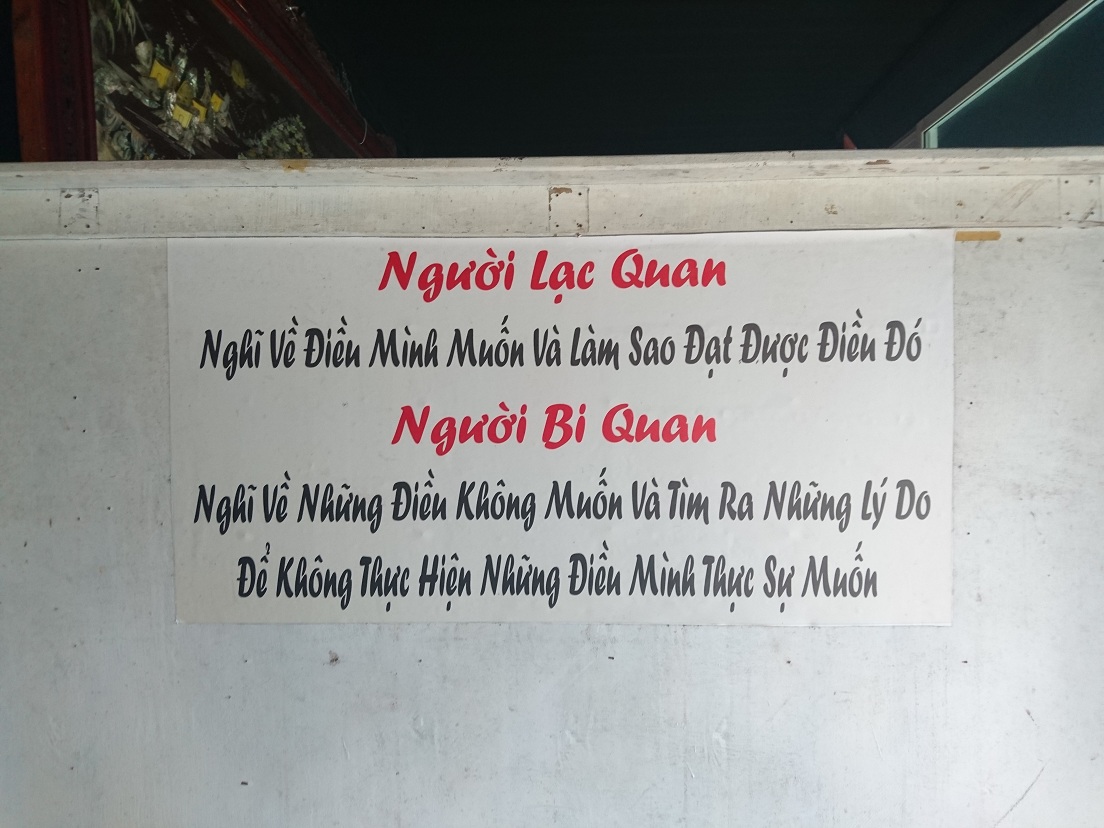 Người Lạc Quan
Nghĩ Về Điều Mình Muốn Và Làm Sao Đạt Được Điều Đó
Người Bi Quan
Nghĩ Về Những Điều Không Muốn Và Tìm Ra Những Lý Do
Để Không Thực Hiện Những Điều Mình Thực Sự Muốn